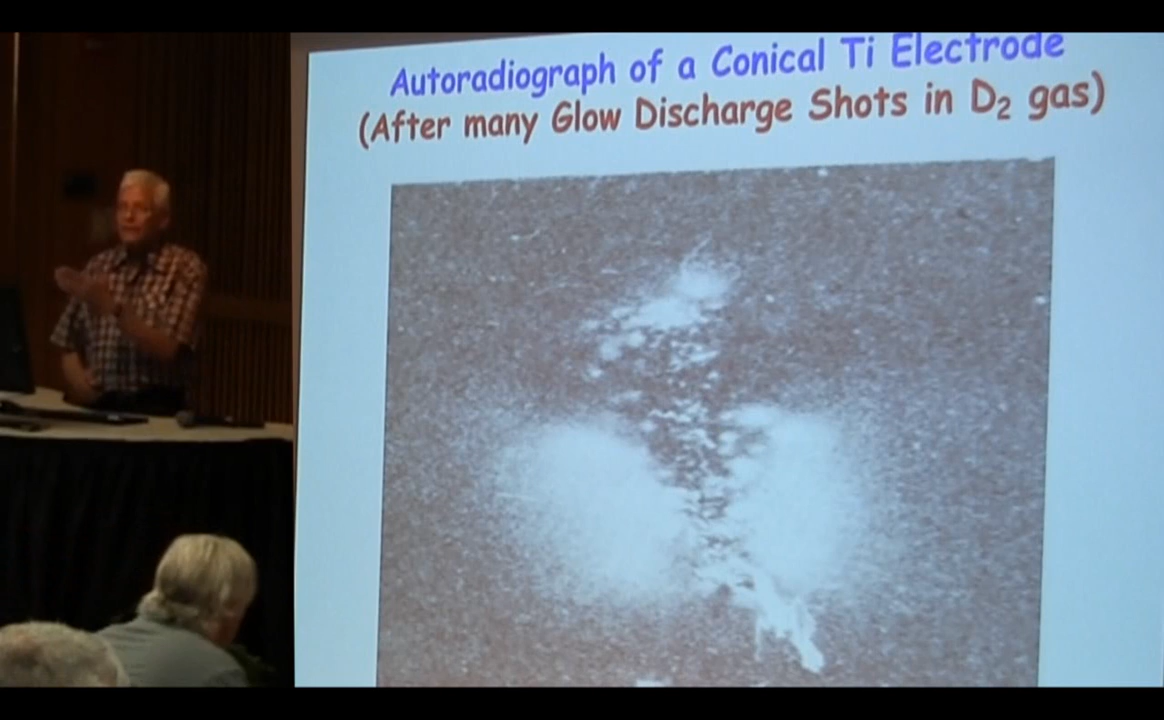 Autoradiograph of a Conical Ti Electrode
(After many Glow Discharge Shots in D₂ gas)